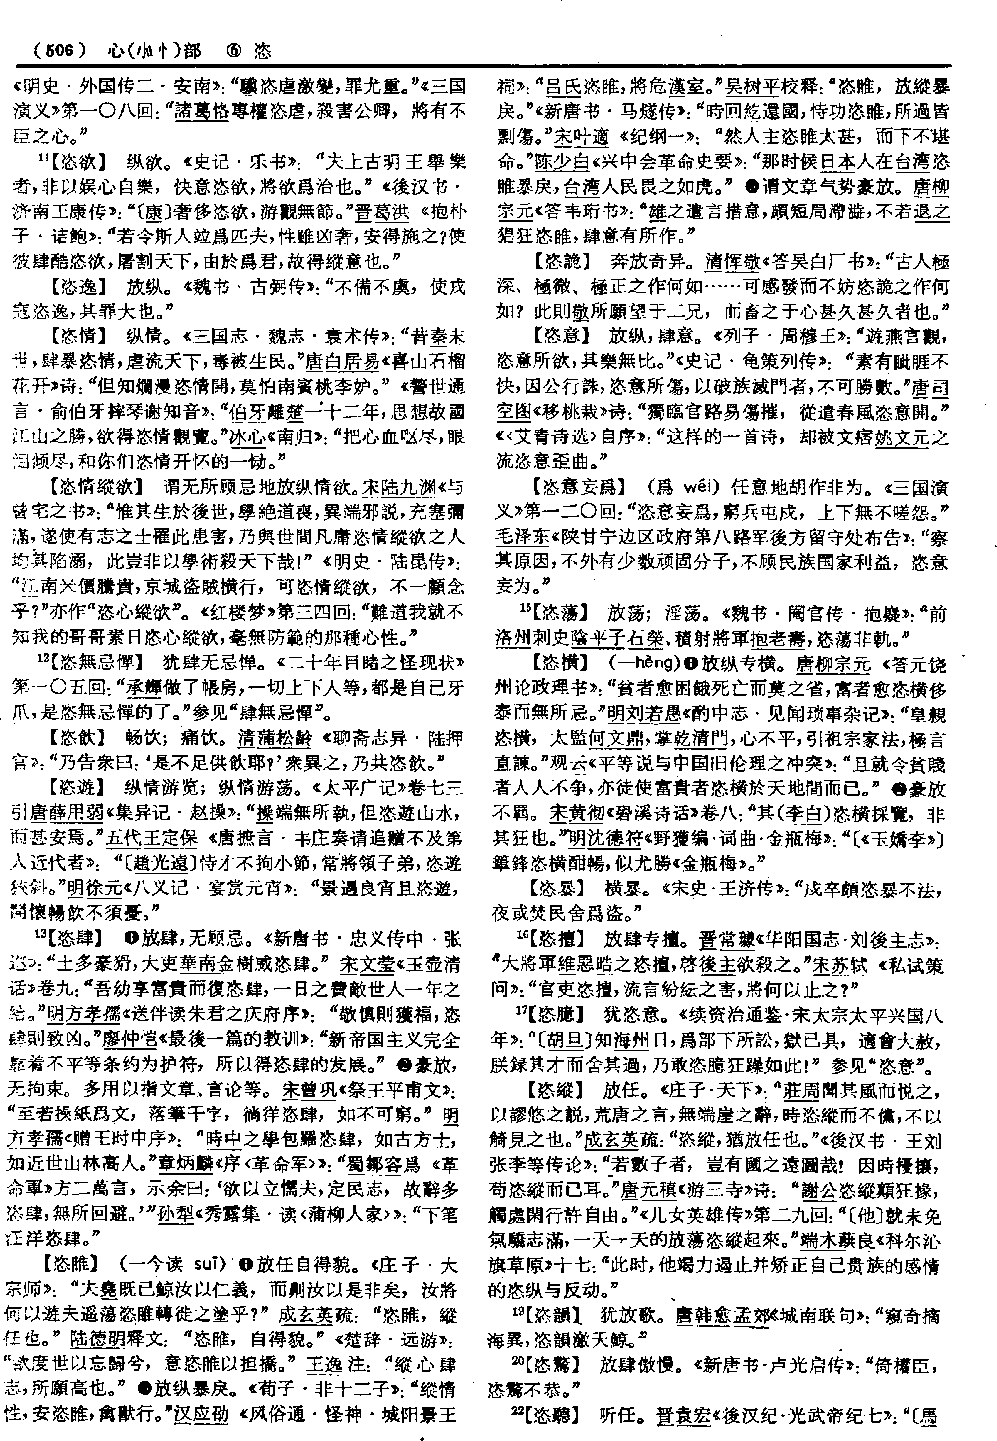 （506） 心(㣺忄)部 ⑥ 恣
《明史·外国传二·安南》：“驥恣虐激變，罪尤重。”《三国
演义》第一〇八回：“諸葛恪專權恣虐，殺害公卿，將有不
臣之心。”
11【恣欲】 纵欲。《史记·乐书》：“夫上古明王舉樂
者，非以娱心自樂，快意恣欲，將欲爲治也。”《後汉书·
济南王康传》：“〔康〕奢侈恣欲，游觀無節。”晋葛洪《抱朴
子·诘鲍》：“若令斯人竝爲匹夫，性雖凶奢，安得施之？使
彼肆酷恣欲，屠割天下，由於爲君，故得縱意也。”
【恣逸】 放纵。《魏书·古弼传》：“不備不虞，使戎
寇恣逸，其罪大也。”
【恣情】 纵情。《三国志·魏志·袁术传》：“昔秦末
世，肆暴恣情，虐流天下，毒被生民。”唐白居易《喜山石榴
花开》诗：“但知爛漫恣情開，莫怕南賓桃李妒。”《警世通
言·俞伯牙摔琴谢知音》：“伯牙離楚一十二年，思想故國
江山之勝，欲得恣情觀覽。”冰心《南归》：“把心血呕尽，眼
泪倾尽，和你们恣情开怀的一恸。”
【恣情縱欲】 谓无所顾忌地放纵情欲。宋陆九渊《与
曾宅之书》：“惟其生於後世，學絶道喪，異端邪説，充塞彌
滿，遂使有志之士罹此患害，乃與世間凡庸恣情縱欲之人
均其陷溺，此豈非以學術殺天下哉！”《明史·陆昆传》：
“江南米價騰貴，京城盗賊横行，可恣情縱欲，不一顧念
乎？”亦作“恣心縱欲”。《红楼梦》第三四回：“難道我就不
知我的哥哥素日恣心縱欲，毫無防範的那種心性。”
12【恣無忌憚】 犹肆无忌惮。《二十年目睹之怪现状》
第一〇五回：“承輝做了帳房，一切上下人等，都是自己牙
爪，是恣無忌憚的了。”参见“肆無忌憚”。
【恣飲】 畅饮；痛饮。清蒲松龄《聊斋志异·陆押
官》：“乃告衆曰：‘是不足供飲耶？’衆異之，乃共恣飲。”
【恣遊】 纵情游览；纵情游荡。《太平广记》卷七三
引唐薛用弱《集异记·赵操》：“操端無所執，但恣遊山水，
而甚安焉。”五代王定保《唐摭言·韦庄奏请追赠不及第
人近代者》：“〔趙光遠〕恃才不拘小節，常將領子弟，恣遊
狹斜。”明徐元《八义记·宴赏元宵》：“景遇良宵且恣遊，
開懷暢飲不須憂。”
13【恣肆】 ❶放肆，无顾忌。《新唐书·忠义传中·张
巡》：“士多豪猾，大吏華南金樹威恣肆。”宋文莹《玉壶清
话》卷九：“吾幼享富貴而復恣肆，一日之費敵世人一年之
給。”明方孝孺《送伴读朱君之庆府序》：“敬慎則獲福，恣
肆則致凶。”廖仲恺《最後一篇的教训》：“新帝国主义完全
靠着不平等条约为护符，所以得恣肆的发展。”❷豪放，
无拘束。多用以指文章、言论等。宋曾巩《祭王平甫文》：
“至若操紙爲文，落筆千字，徜徉恣肆，如不可窮。”明
方孝孺《赠王时中序》：“時中之學包羅恣肆，如古方士，
如近世山林高人。”章炳麟《序〈革命军〉》：“蜀鄒容爲《革
命軍》方二萬言，示余曰：‘欲以立懦夫，定民志，故辭多
恣肆，無所回避。’”孙犁《秀露集·读〈蒲柳人家〉》：“下笔
汪洋恣肆。”
【恣睢】 （一今读 suī） ❶放任自得貌。《庄子·大
宗师》：“夫堯既已黥汝以仁義，而劓汝以是非矣，汝將
何以遊夫遥蕩恣睢轉徙之塗乎？”成玄英疏：“恣睢，縱
任也。”陆德明释文：“恣睢，自得貌。”《楚辞·远游》：
“欲度世以忘歸兮，意恣睢以担撟。”王逸注：“縱心肆
志，所願高也。”❷放纵暴戾。《荀子·非十二子》：“縱情
性，安恣睢，禽獸行。”汉应劭《风俗通·怪神·城阳景王
祠》：“吕氏恣睢，將危漢室。”吴树平校释：“恣睢，放縱暴
戾。”《新唐书·马燧传》：“時回紇還國，恃功恣睢，所過皆
剽傷。”宋叶適《纪纲一》：“然人主恣睢太甚，而下不堪
命。”陈少白《兴中会革命史要》：“那时候日本人在台湾恣
睢暴戾，台湾人民畏之如虎。”❸谓文章气势豪放。唐柳
宗元《答韦珩书》：“雄之遣言措意，頗短局滯澁，不若退之
猖狂恣睢，肆意有所作。”
【恣詭】 奔放奇异。清恽敬《答吴白厂书》：“古人極
深、極微、極正之作何如……可感發而不妨恣詭之作何
如？此則敬所願望于二兄，而畜之于心甚久甚久者也。”
【恣意】 放纵，肆意。《列子·周穆王》：“遊燕宫觀，
恣意所欲，其樂無比。”《史记·龟策列传》：“素有眦睚不
快，因公行誅，恣意所傷，以破族滅門者，不可勝數。”唐司
空图《移桃栽》诗：“獨臨官路易傷摧，從遣春風恣意開。”
《〈艾青诗选〉自序》：“这样的一首诗，却被文痞姚文元之
流恣意歪曲。”
【恣意妄爲】 （爲 wéi）任意地胡作非为。《三国演
义》第一二〇回：“恣意妄爲，窮兵屯戍，上下無不嗟怨。”
毛泽东《陕甘宁边区政府第八路军後方留守处布告》：“察
其原因，不外有少数顽固分子，不顾民族国家利益，恣意
妄为。”
15【恣蕩】 放荡；淫荡。《魏书·阉官传·抱嶷》：“前
洛州刺史陰平子石榮、積射將軍抱老壽，恣蕩非軌。”
【恣横】 （一hèng）❶放纵专横。唐柳宗元《答元饶
州论政理书》：“貧者愈困餓死亡而莫之省，富者愈恣横侈
泰而無所忌。”明刘若愚《酌中志·见闻琐事杂记》：“皇親
恣横，太監何文鼎，掌乾清門，心不平，引祖宗家法，極言
直諫。”观云《平等说与中国旧伦理之冲突》：“且就令貧賤
者人人不争，亦徒使富貴者恣横於天地間而已。”❷豪放
不羁。宋黄彻《䂬溪诗话》卷八：“其(李白)恣横採覽，非
其狂也。”明沈德符《野獲编·词曲·金瓶梅》：“〔《玉嬌李》〕
筆鋒恣横酣暢，似尤勝《金瓶梅》。”
【恣暴】 横暴。《宋史·王济传》：“戍卒頗恣暴不法，
夜或焚民舍爲盗。”
16【恣擅】 放肆专擅。晋常璩《华阳国志·刘後主志》：
“大將軍維惡皓之恣擅，啓後主欲殺之。”宋苏轼《私试策
问》：“官吏恣擅，流言紛紜之害，將何以止之？”
17【恣臆】 犹恣意。《续资治通鉴·宋太宗太平兴国八
年》：“〔胡旦〕知海州日，爲部下所訟，獄已具，適會大赦，
朕録其才而舍其過，乃敢恣臆狂躁如此！”参见“恣意”。
【恣縱】 放任。《庄子·天下》：“莊周聞其風而悦之，
以謬悠之説，荒唐之言，無端崖之辭，時恣縱而不儻，不以
觭見之也。”成玄英疏：“恣縱，猶放任也。”《後汉书·王刘
张李等传论》：“若數子者，豈有國之遠圖哉！因時擾攘，
苟恣縱而已耳。”唐元稹《游三寺》诗：“謝公恣縱顛狂掾，
觸處閑行許自由。”《儿女英雄传》第二九回：“〔他〕就未免
氣驕志滿，一天一天的放蕩恣縱起來。”端木蕻良《科尔沁
旗草原》十七：“此时，他竭力遏止并矫正自己贵族的感情
的恣纵与反动。”
19【恣韻】 犹放歌。唐韩愈孟郊《城南联句》：“窺奇摘
海異，恣韻激天鯨。”
20【恣驁】 放肆傲慢。《新唐书·卢光启传》：“倚權臣，
恣驁不恭。”
22【恣聽】 听任。晋袁宏《後汉纪·光武帝纪七》：“〔馬